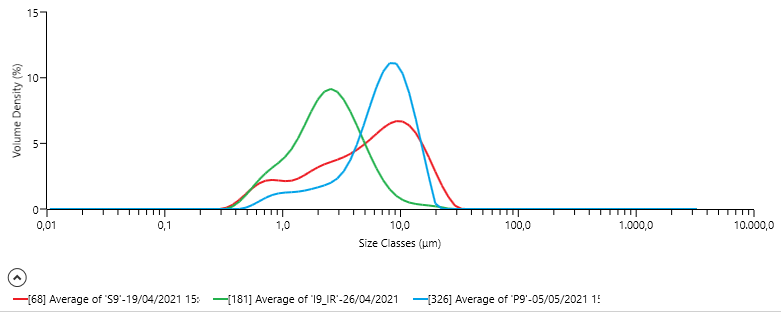 15
10
5
0
Volume Density (%)
0,01 0,1 1,0 10,0 100,0 1.000,0 10.000,0
Size Classes (µm)
[68] Average of 'S9'-19/04/2021 15: [181] Average of 'I9_IR'-26/04/2021 [326] Average of 'P9'-05/05/2021 15